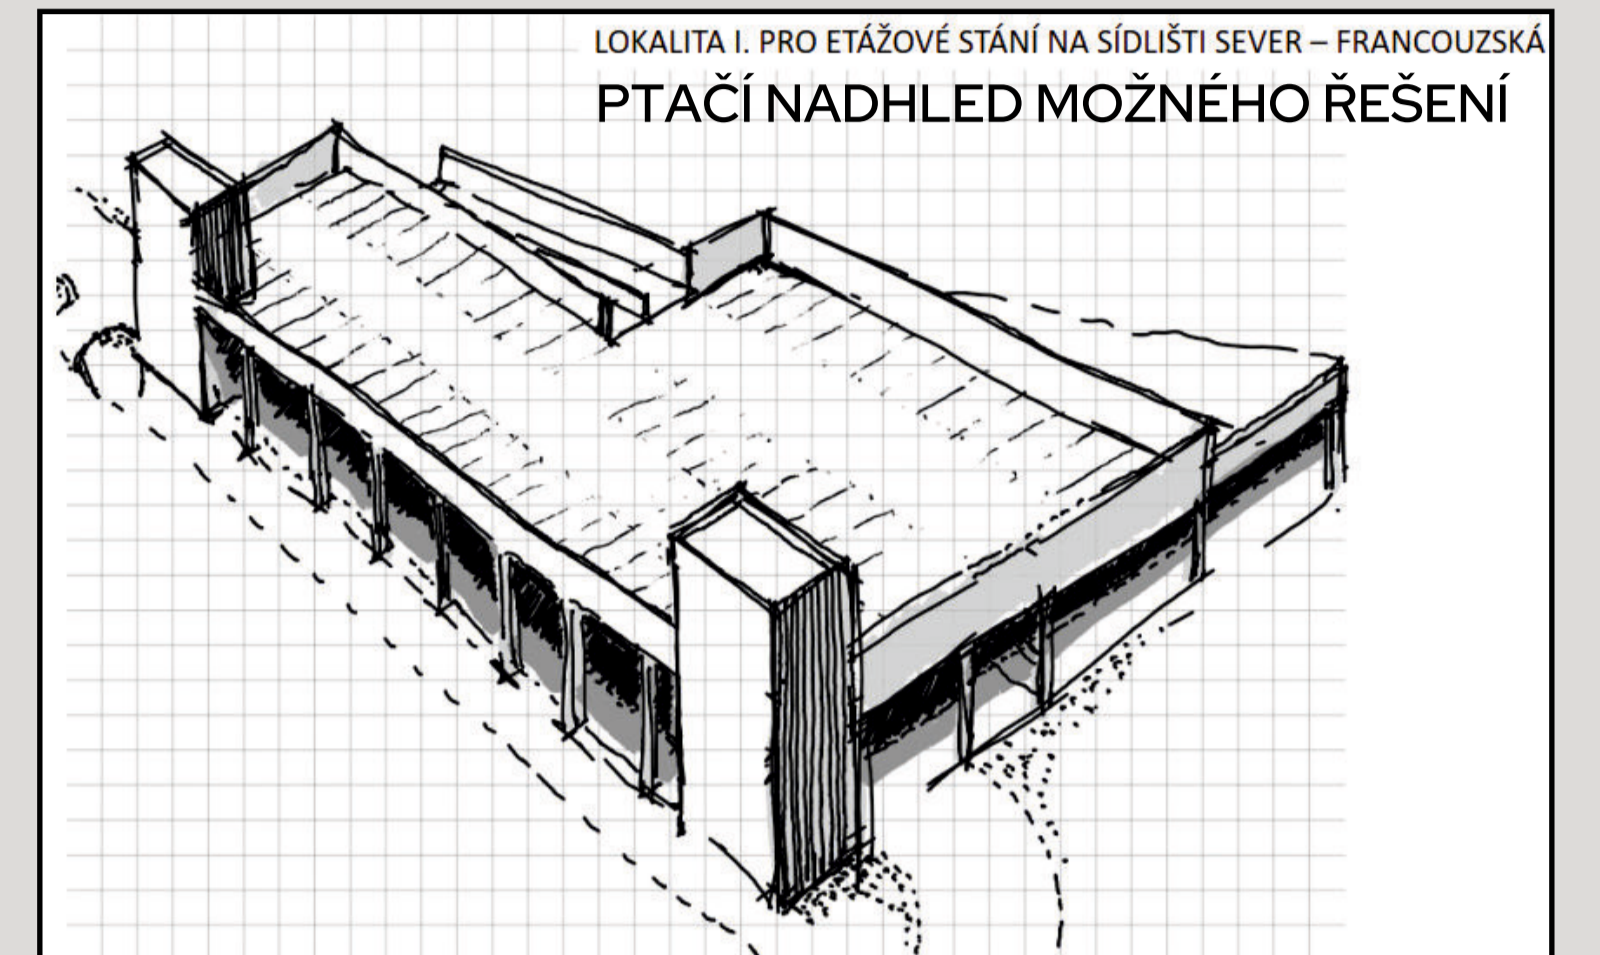 LOKALITA I. PRO ETÁŽOVÉ STÁNÍ NA SÍDLIŠTI SEVER – FRANCOUZSKÁ
PTAČÍ NADHLED MOŽNÉHO ŘEŠENÍ